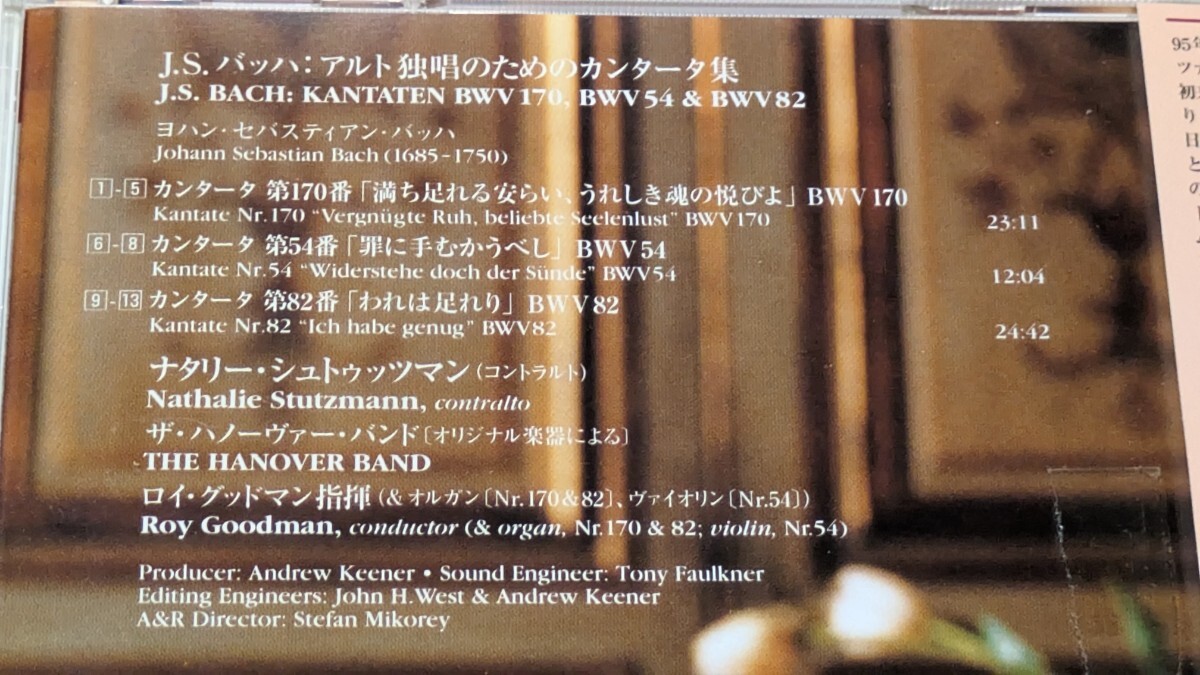 J.S. バッハ：アルト独唱のためのカンタータ集
J.S. BACH: KANTATEN BWV 170, BWV 54 & BWV 82
ヨハン・セバスティアン・バッハ
Johann Sebastian Bach (1685–1750)
1-5 カンタータ 第170番「満ち足れる安らい、うれしき魂の悦びよ」BWV 170
Kantate Nr.170 “Vergnügte Ruh, beliebte Seelenlust” BWV 170 23:11
6-8 カンタータ 第54番「罪に手むかうべし」BWV 54
Kantate Nr.54 “Widerstehe doch der Sünde” BWV 54 12:04
9-13 カンタータ 第82番「われは足れり」BWV 82
Kantate Nr.82 “Ich habe genug” BWV 82 24:42
ナタリー・シュトゥッツマン（コントラルト）
Nathalie Stutzmann, contralto
ザ・ハノーヴァー・バンド〔オリジナル楽器による〕
THE HANOVER BAND
ロイ・グッドマン指揮（& オルガン〔Nr.170&82〕、ヴァイオリン〔Nr.54〕）
Roy Goodman, conductor (& organ, Nr.170 & 82; violin, Nr.54)
Producer: Andrew Keener • Sound Engineer: Tony Faulkner
Editing Engineers: John H.West & Andrew Keener
A&R Director: Stefan Mikorey
95年
ツァ
初
り
日
と
の